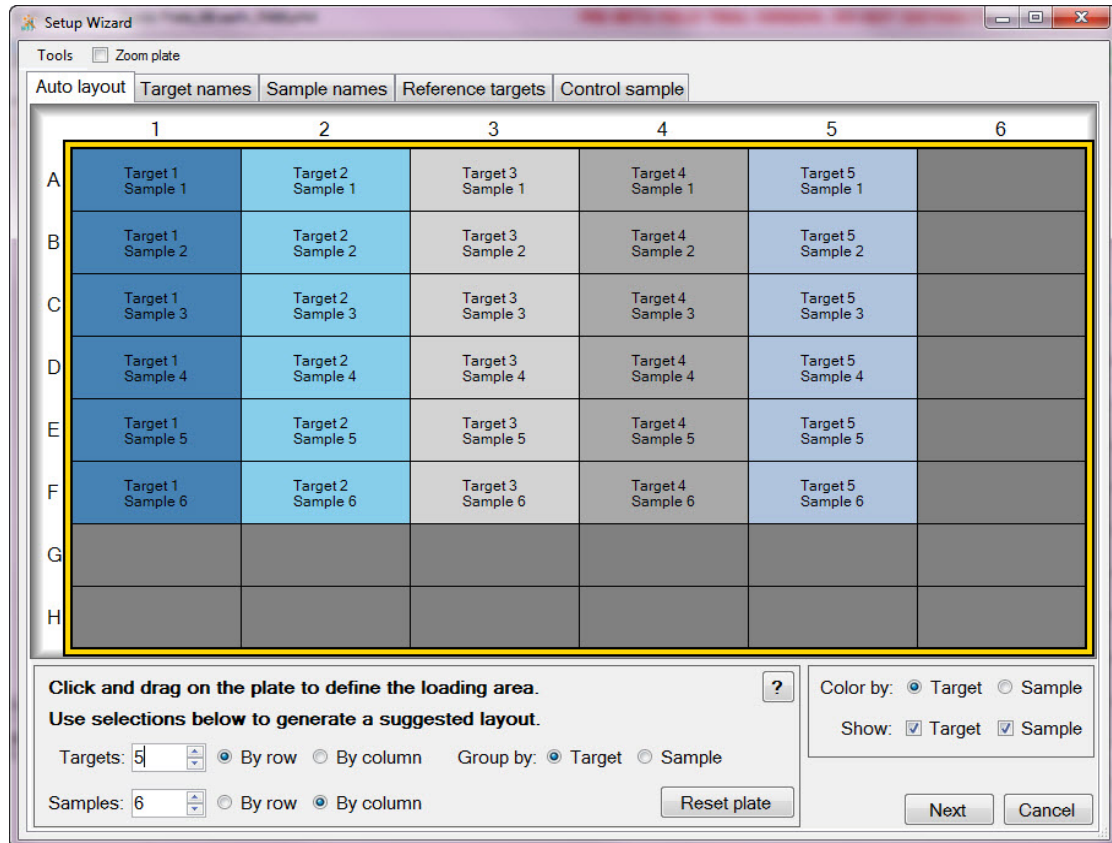 Setup Wizard
Tools Zoom plate
Auto layout Target names Sample names Reference targets Control sample
1 2 3 4 5 6
A
Target 1 Target 2 Target 3 Target 4 Target 5
Sample 1 Sample 1 Sample 1 Sample 1 Sample 1
B
Target 1 Target 2 Target 3 Target 4 Target 5
Sample 2 Sample 2 Sample 2 Sample 2 Sample 2
C
Target 1 Target 2 Target 3 Target 4 Target 5
Sample 3 Sample 3 Sample 3 Sample 3 Sample 3
D
Target 1 Target 2 Target 3 Target 4 Target 5
Sample 4 Sample 4 Sample 4 Sample 4 Sample 4
E
Target 1 Target 2 Target 3 Target 4 Target 5
Sample 5 Sample 5 Sample 5 Sample 5 Sample 5
F
Target 1 Target 2 Target 3 Target 4 Target 5
Sample 6 Sample 6 Sample 6 Sample 6 Sample 6
G
H
Click and drag on the plate to define the loading area. ?
Use selections below to generate a suggested layout.
Targets: 5 By row By column Group by: Target Sample
Samples: 6 By row By column Reset plate
Color by: Target Sample
Show: Target Sample
Next Cancel